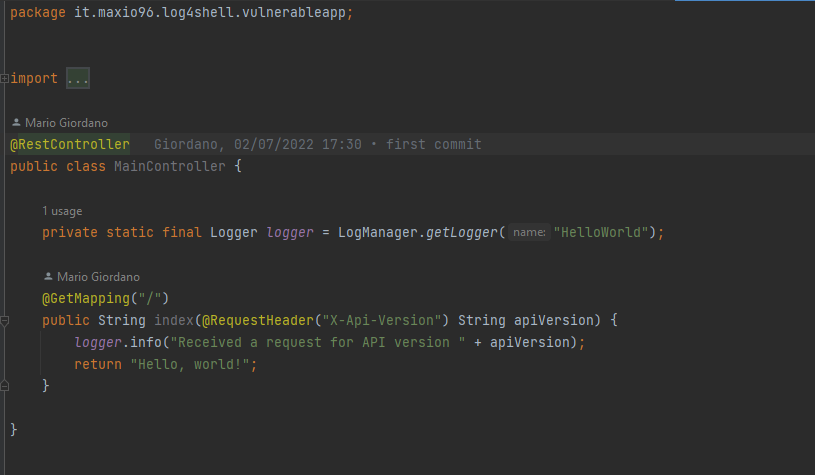 package it.maxio96.log4shell.vulnerableapp;
import ...
Mario Giordano
@RestController Giordano, 02/07/2022 17:30 • first commit
public class MainController {
1 usage
private static final Logger logger = LogManager.getLogger( name: "HelloWorld");
Mario Giordano
@GetMapping("/")
public String index(@RequestHeader("X-Api-Version") String apiVersion) {
logger.info("Received a request for API version " + apiVersion);
return "Hello, world!";
}
}